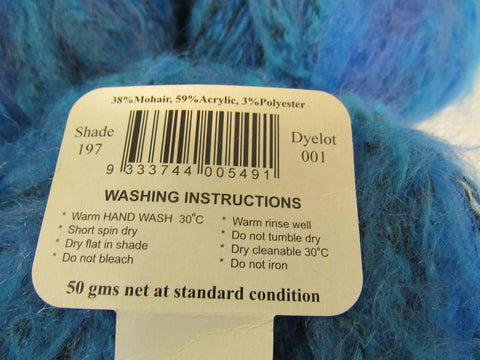 38%Mohair, 59%Acrylic, 3%Polyester
Shade
197
Dyelot
001
9 333744 005491
WASHING INSTRUCTIONS
* Warm HAND WASH 30°C
* Short spin dry
* Dry flat in shade
* Do not bleach
* Warm rinse well
* Do not tumble dry
* Dry cleanable 30°C
* Do not iron
50 gms net at standard condition